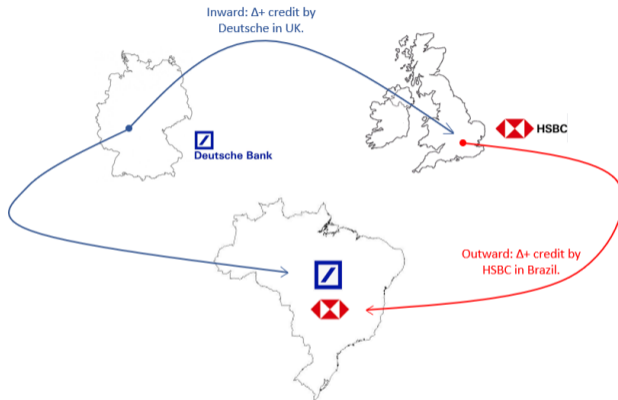 Inward: Δ+ credit by
Deutsche in UK.
HSBC
Deutsche Bank
Outward: Δ+ credit by
HSBC in Brazil.